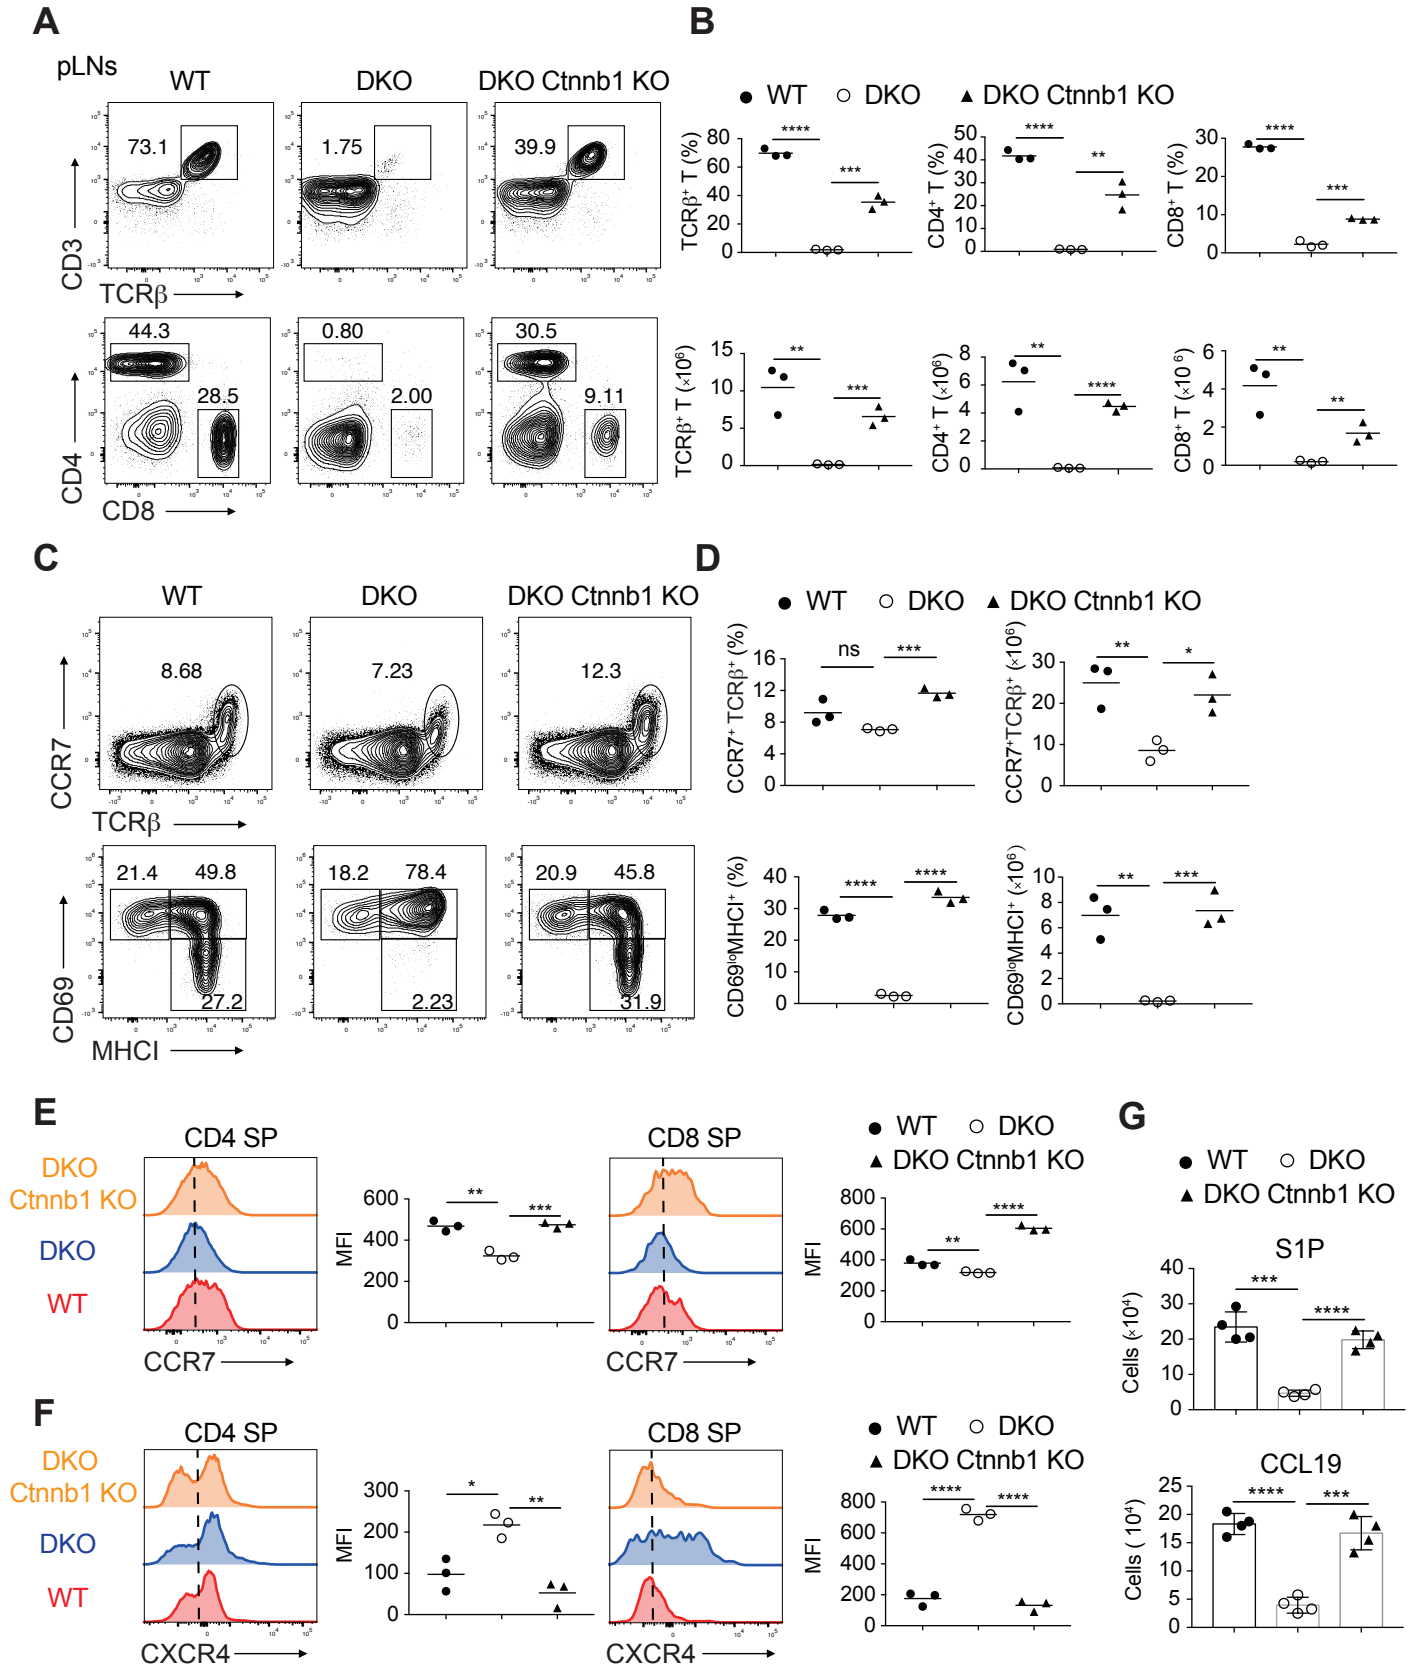 A
B
pLNs
WT
DKO
DKO Ctnnb1 KO
73.1
1.75
39.9
CD3
TCRβ
44.3
0.80
30.5
28.5
2.00
9.11
CD4
CD8
WT
DKO
DKO Ctnnb1 KO
TCRβ+ T (%)
80
60
40
20
0
****
***
CD4+ T (%)
50
40
30
20
10
0
****
**
CD8+ T (%)
30
20
10
0
****
***
TCRβ+ T (×10⁶)
15
10
5
0
**
***
CD4+ T (×10⁶)
8
6
4
2
0
**
****
CD8+ T (×10⁶)
6
4
2
0
**
**
C
WT
DKO
DKO Ctnnb1 KO
8.68
7.23
12.3
CCR7
TCRβ
21.4
49.8
18.2
78.4
20.9
45.8
27.2
2.23
31.9
CD69
MHCI
D
WT
DKO
DKO Ctnnb1 KO
CCR7+ TCRβ+ (%)
16
12
8
4
0
ns
***
CCR7+TCRβ+ (×10⁶)
30
20
10
0
**
*
CD69loMHCI+ (%)
40
30
20
10
0
****
****
CD69loMHCI+ (×10⁶)
10
8
6
4
2
0
**
***
E
CD4 SP
DKO
Ctnnb1 KO
DKO
WT
CCR7
MFI
600
400
200
0
**
***
CD8 SP
CCR7
WT
DKO
DKO Ctnnb1 KO
MFI
800
600
400
200
0
**
****
F
CD4 SP
DKO
Ctnnb1 KO
DKO
WT
CXCR4
MFI
300
200
100
0
*
**
CD8 SP
CXCR4
WT
DKO
DKO Ctnnb1 KO
MFI
800
600
400
200
0
****
****
G
WT
DKO
DKO Ctnnb1 KO
S1P
Cells (×10⁴)
40
30
20
10
0
***
****
CCL19
Cells ( 10⁴)
25
20
15
10
5
0
****
***